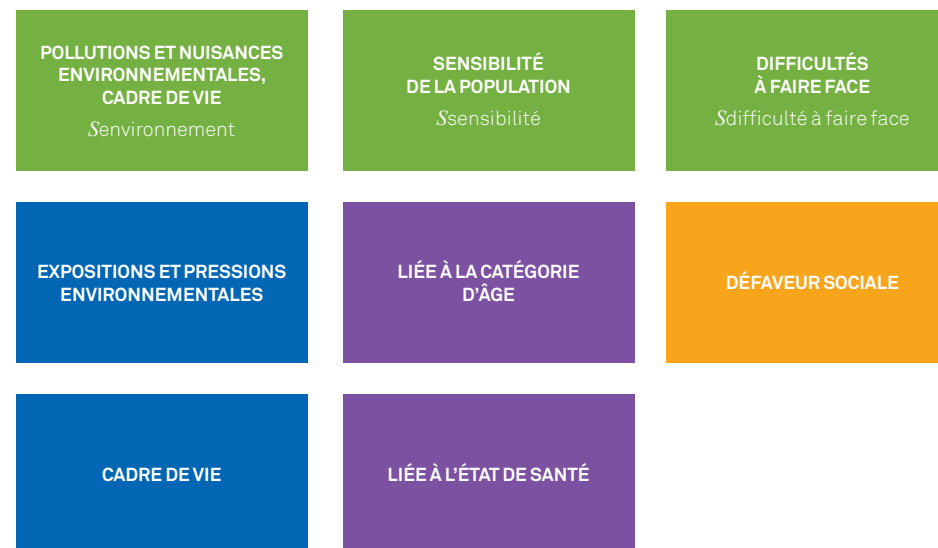 POLLUTIONS ET NUISANCES
ENVIRONNEMENTALES,
CADRE DE VIE
Senvironnement
SENSIBILITÉ
DE LA POPULATION
Ssensibilité
DIFFICULTÉS
À FAIRE FACE
Sdifficulté à faire face
EXPOSITIONS ET PRESSIONS
ENVIRONNEMENTALES
LIÉE À LA CATÉGORIE
D’ÂGE
DÉFAVEUR SOCIALE
CADRE DE VIE
LIÉE À L’ÉTAT DE SANTÉ